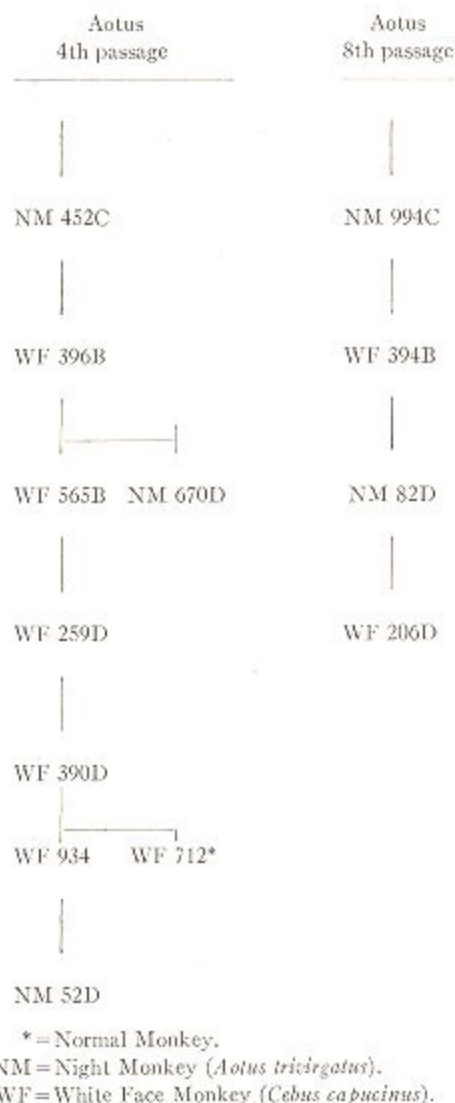 Aotus Aotus
4th passage 8th passage
NM 452C NM 994C
WF 396B WF 394B
WF 565B NM 670D NM 82D
WF 259D WF 206D
WF 390D
WF 934 WF 712*
NM 52D
*=Normal Monkey.
NM=Night Monkey (Aotus trivirgatus).
WF=White Face Monkey (Cebus capucinus).